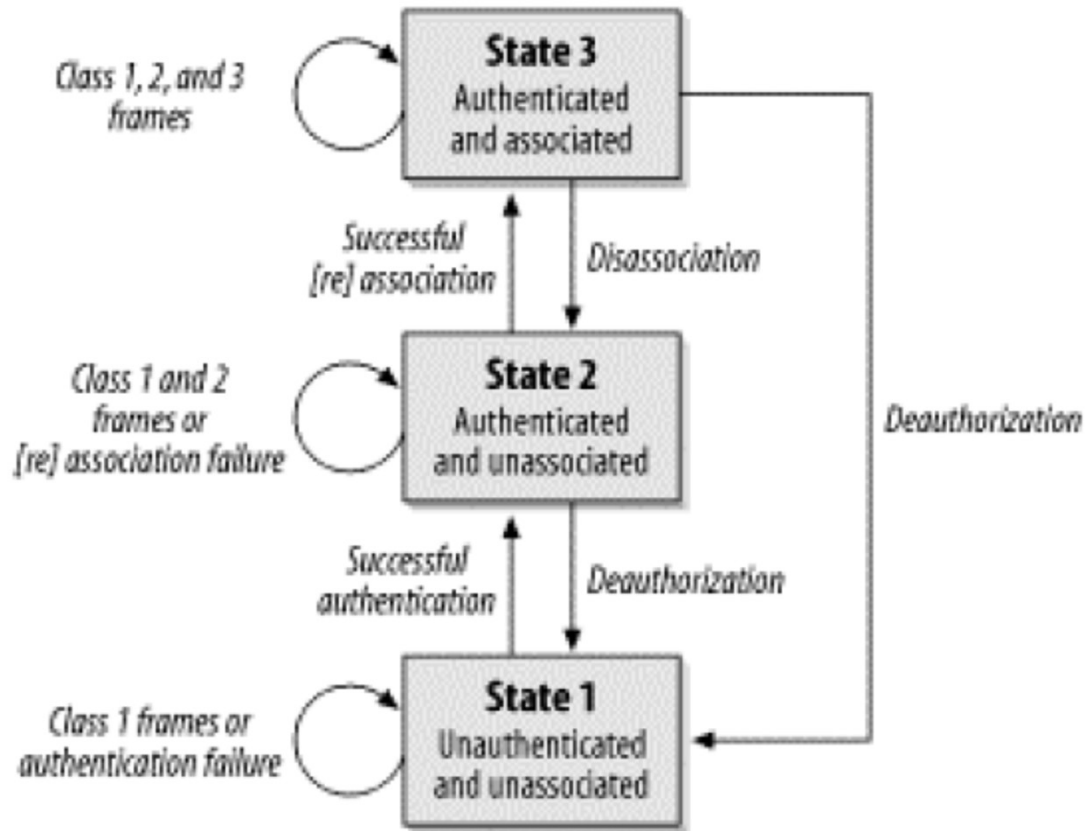 State 3
Authenticated
and associated
Class 1, 2, and 3
frames
Successful
[re] association
Disassociation
State 2
Authenticated
and unassociated
Class 1 and 2
frames or
[re] association failure
Deauthorization
Successful
authentication
Deauthorization
State 1
Unauthenticated
and unassociated
Class 1 frames or
authentication failure